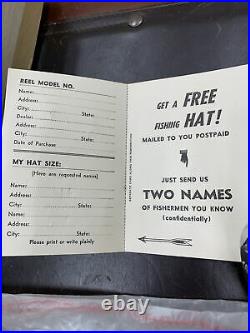 REEL MODEL NO.
Name:
Address:
City: State:
Dealer:
Address:
City: State:
Date of Purchase
MY HAT SIZE:
(Here are requested names)
Name:
Address:
City: State:
Name:
Address:
City: State:
Please print or write plainly
GET A FREE
FISHING HAT!
MAILED TO YOU POSTPAID
JUST SEND US
TWO NAMES
OF FISHERMEN YOU KNOW
(confidentially)